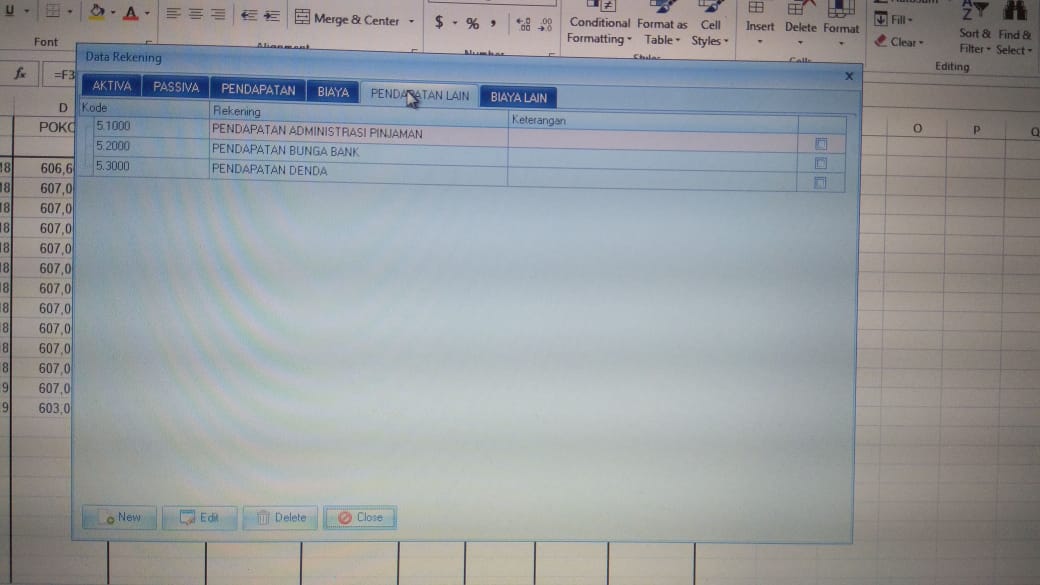 U A Merge & Center $ % , Conditional Format as Cell Insert Delete Format Fill Sort & Find &
Formatting Table Styles Clear Filter Select
Font Editing
fx =F3
Data Rekening x
AKTIVA PASSIVA PENDAPATAN BIAYA PENDAPATAN LAIN BIAYA LAIN
Kode Rekening Keterangan
5.1000 PENDAPATAN ADMINISTRASI PINJAMAN
5.2000 PENDAPATAN BUNGA BANK
5.3000 PENDAPATAN DENDA
D O P Q
POKO
18 606,6
18 607,0
18 607,0
18 607,0
18 607,0
18 607,0
18 607,0
18 607,0
8 607,0
8 607,0
8 607,0
9 607,0
9 603,0
New Edit Delete Close